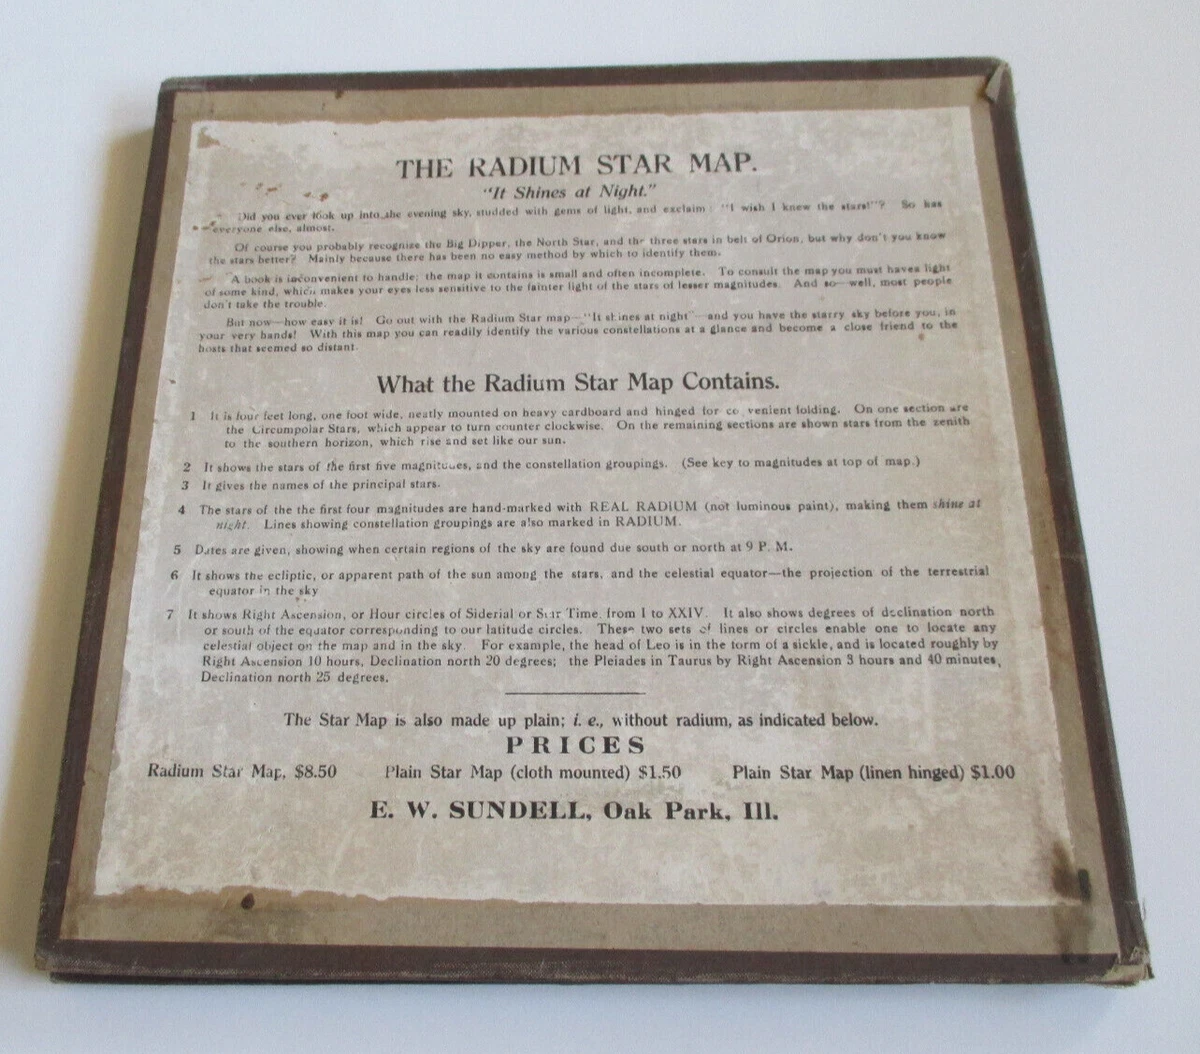 THE RADIUM STAR MAP.
"It Shines at Night."
Did you ever look up into the evening sky, studded with gems of light, and exclaim: "I wish I knew the stars!"? So has
everyone else, almost.
Of course you probably recognize the Big Dipper, the North Star, and the three stars in belt of Orion, but why don't you know
the stars better? Mainly because there has been no easy method by which to identify them.
A book is inconvenient to handle; the map it contains is small and often incomplete. To consult the map you must havea light
of some kind, which makes your eyes less sensitive to the fainter light of the stars of lesser magnitudes. And so—well, most people
don't take the trouble.
But now—how easy it is! Go out with the Radium Star map—"It shines at night"—and you have the starry sky before you, in
your very hands! With this map you can readily identify the various constellations at a glance and become a close friend to the
hosts that seemed so distant.
What the Radium Star Map Contains.
1 It is four feet long, one foot wide, neatly mounted on heavy cardboard and hinged for convenient folding. On one section are
the Circumpolar Stars, which appear to turn counter clockwise. On the remaining sections are shown stars from the zenith
to the southern horizon, which rise and set like our sun.
2 It shows the stars of the first five magnitudes, and the constellation groupings. (See key to magnitudes at top of map.)
3 It gives the names of the principal stars.
4 The stars of the the first four magnitudes are hand-marked with REAL RADIUM (not luminous paint), making them shine at
night. Lines showing constellation groupings are also marked in RADIUM.
5 Dates are given, showing when certain regions of the sky are found due south or north at 9 P. M.
6 It shows the ecliptic, or apparent path of the sun among the stars, and the celestial equator—the projection of the terrestrial
equator in the sky
7 It shows Right Ascension, or Hour circles of Siderial or Star Time, from I to XXIV. It also shows degrees of declination north
or south of the equator corresponding to our latitude circles. These two sets of lines or circles enable one to locate any
celestial object on the map and in the sky. For example, the head of Leo is in the form of a sickle, and is located roughly by
Right Ascension 10 hours, Declination north 20 degrees; the Pleiades in Taurus by Right Ascension 3 hours and 40 minutes,
Declination north 25 degrees.
The Star Map is also made up plain; i. e., without radium, as indicated below.
PRICES
Radium Star Map, $8.50 Plain Star Map (cloth mounted) $1.50 Plain Star Map (linen hinged) $1.00
E. W. SUNDELL, Oak Park, Ill.